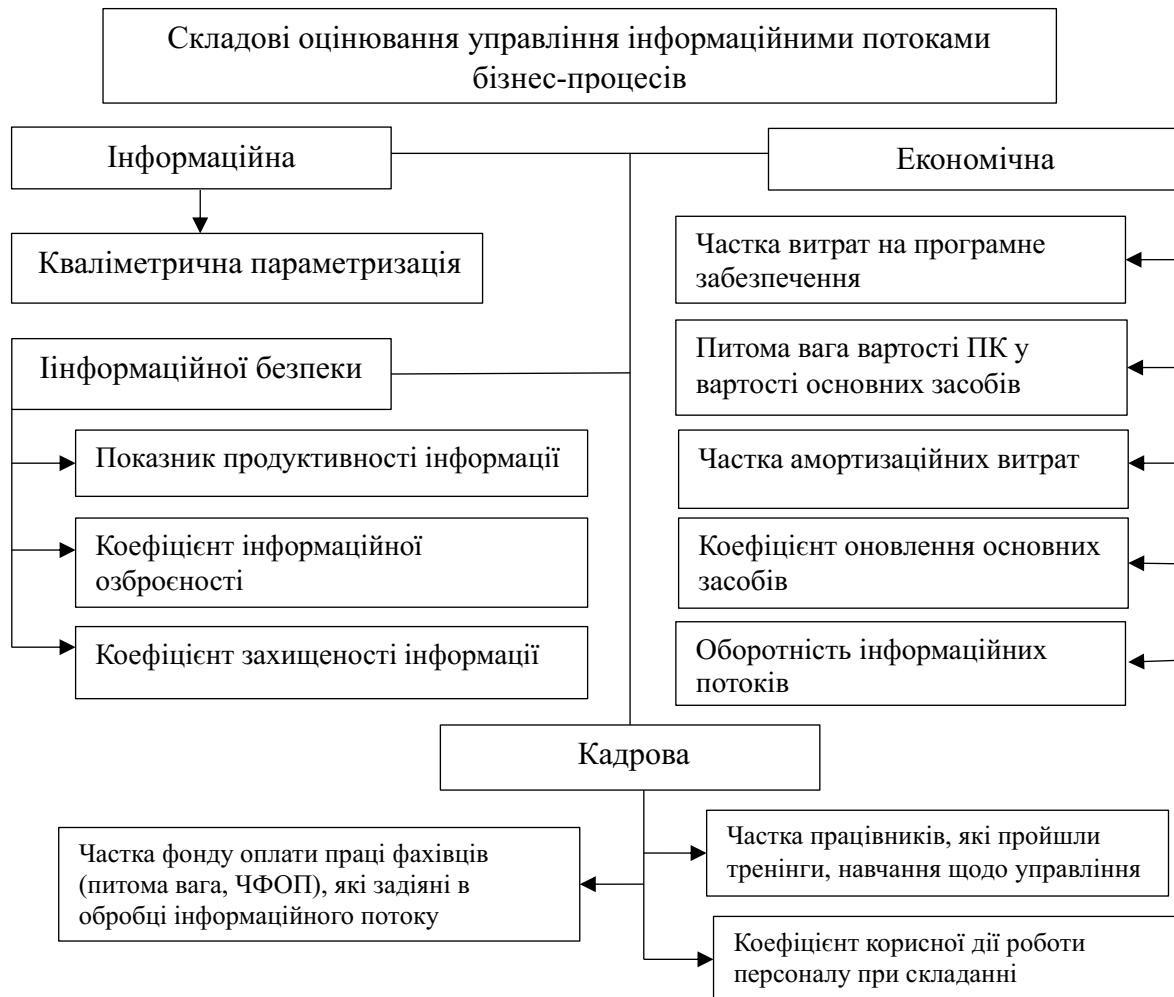 Складові оцінювання управління інформаційними потоками
бізнес-процесів
Інформаційна
Економічна
Кваліметрична параметризація
Частка витрат на програмне
забезпечення
Іінформаційної безпеки
Питома вага вартості ПК у
вартості основних засобів
Показник продуктивності інформації
Частка амортизаційних витрат
Коефіцієнт інформаційної
озброєності
Коефіцієнт оновлення основних
засобів
Коефіцієнт захищеності інформації
Оборотність інформаційних
потоків
Кадрова
Частка фонду оплати праці фахівців
(питома вага, ЧФОП), які задіяні в
обробці інформаційного потоку
Частка працівників, які пройшли
тренінги, навчання щодо управління
Коефіцієнт корисної дії роботи
персоналу при складанні